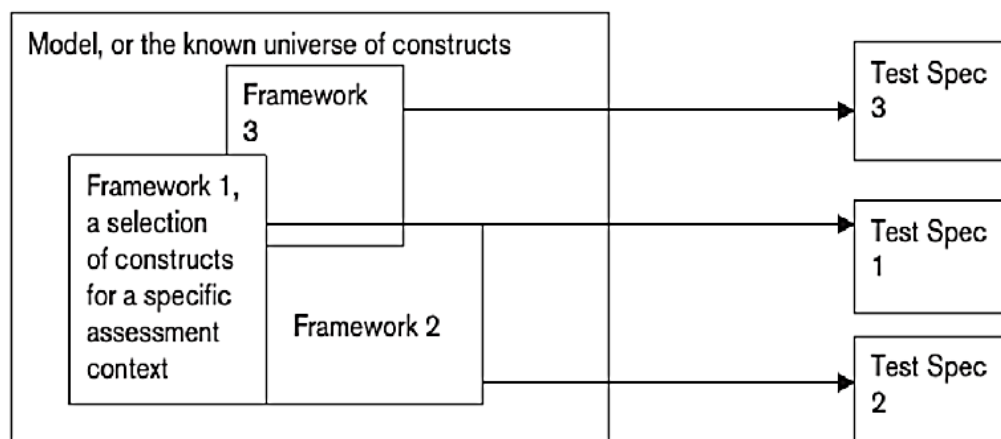 Model, or the known universe of constructs
Framework
3
Framework 1,
a selection
of constructs
for a specific
assessment
context
Framework 2
Test Spec
3
Test Spec
1
Test Spec
2